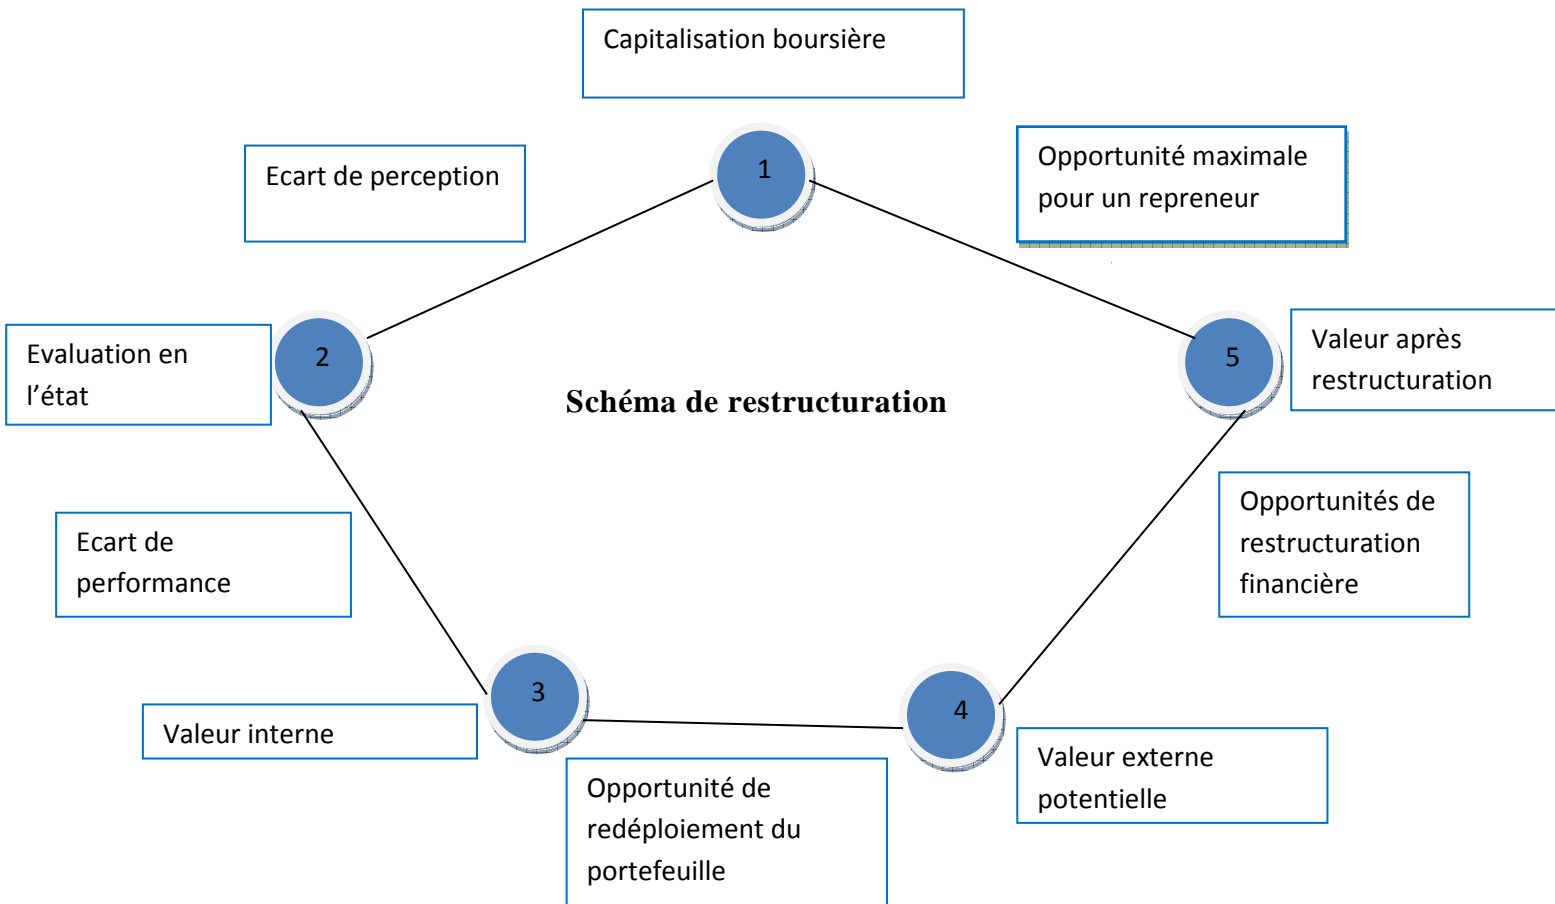 Capitalisation boursière
Ecart de perception
1
Opportunité maximale
pour un repreneur
Evaluation en
l’état
2
Schéma de restructuration
5
Valeur après
restructuration
Ecart de
performance
Opportunités de
restructuration
financière
3
4
Valeur interne
Valeur externe
potentielle
Opportunité de
redéploiement du
portefeuille